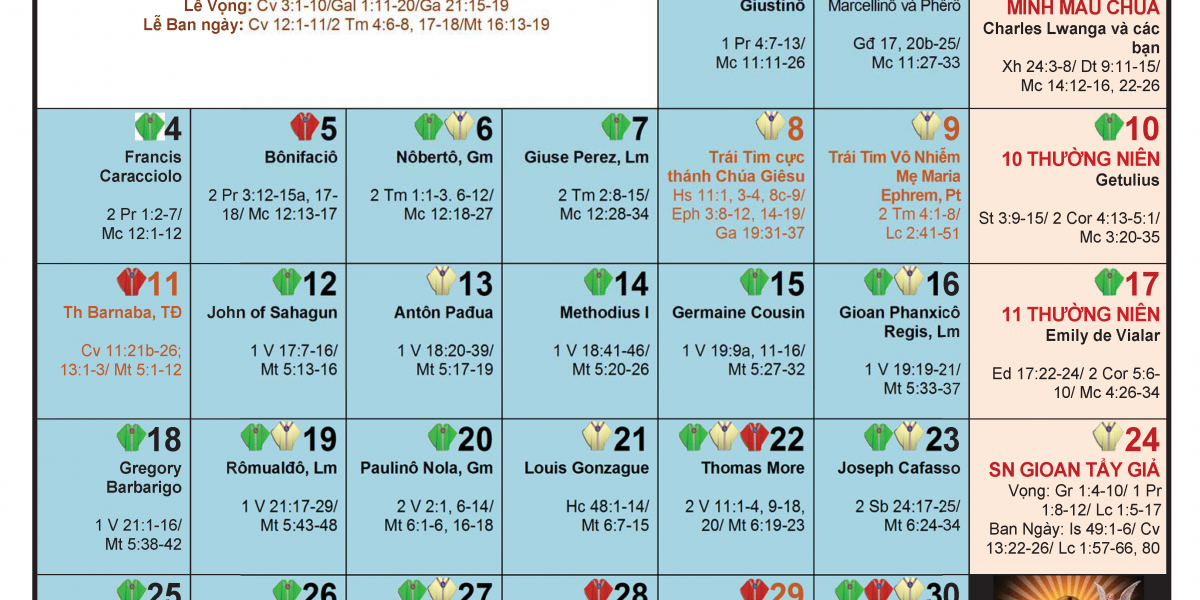 Lễ Vọng: Cv 3:1-10/Gal 1:11-20/Ga 21:15-19
Lễ Ban ngày: Cv 12:1-11/2 Tm 4:6-8, 17-18/Mt 16:13-19
Giustinô
1 Pr 4:7-13/
Mc 11:11-26
Marcellinô và Phêrô
Gđ 17, 20b-25/
Mc 11:27-33
MÌNH MÁU CHÚA
Charles Lwanga và các
bạn
Xh 24:3-8/ Dt 9:11-15/
Mc 14:12-16, 22-26
4
Francis
Caracciolo
2 Pr 1:2-7/
Mc 12:1-12
5
Bônifaciô
2 Pr 3:12-15a, 17-
18/ Mc 12:13-17
6
Nôbertô, Gm
2 Tm 1:1-3. 6-12/
Mc 12:18-27
7
Giuse Perez, Lm
2 Tm 2:8-15/
Mc 12:28-34
8
Trái Tim cực
thánh Chúa Giêsu
Hs 11:1, 3-4, 8c-9/
Eph 3:8-12, 14-19/
Ga 19:31-37
9
Trái Tim Vô Nhiễm
Mẹ Maria
Ephrem, Pt
2 Tm 4:1-8/
Lc 2:41-51
10
10 THƯỜNG NIÊN
Getulius
St 3:9-15/ 2 Cor 4:13-5:1/
Mc 3:20-35
11
Th Barnaba, TĐ
Cv 11:21b-26;
13:1-3/ Mt 5:1-12
12
John of Sahagun
1 V 17:7-16/
Mt 5:13-16
13
Antôn Pađua
1 V 18:20-39/
Mt 5:17-19
14
Methodius I
1 V 18:41-46/
Mt 5:20-26
15
Germaine Cousin
1 V 19:9a, 11-16/
Mt 5:27-32
16
Gioan Phanxicô
Regis, Lm
1 V 19:19-21/
Mt 5:33-37
17
11 THƯỜNG NIÊN
Emily de Vialar
Ed 17:22-24/ 2 Cor 5:6-
10/ Mc 4:26-34
18
Gregory
Barbarigo
1 V 21:1-16/
Mt 5:38-42
19
Rômualđô, Lm
1 V 21:17-29/
Mt 5:43-48
20
Paulinô Nola, Gm
2 V 2:1, 6-14/
Mt 6:1-6, 16-18
21
Louis Gonzague
Hc 48:1-14/
Mt 6:7-15
22
Thomas More
2 V 11:1-4, 9-18,
20/ Mt 6:19-23
23
Joseph Cafasso
2 Sb 24:17-25/
Mt 6:24-34
24
SN GIOAN TẨY GIẢ
Vọng: Gr 1:4-10/ 1 Pr
1:8-12/ Lc 1:5-17
Ban Ngày: Is 49:1-6/ Cv
13:22-26/ Lc 1:57-66, 80
25
26
27
28
29
30